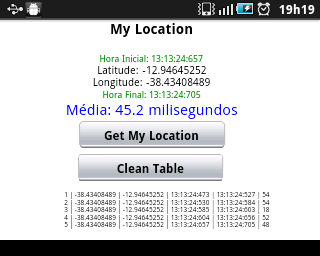 19h19
My Location
Hora Inicial: 13:13:24:657
Latitude: -12.94645252
Longitude: -38.43408489
Hora Final: 13:13:24:705
Média: 45.2 milisegundos
Get My Location
Clean Table
1 | -38.43408489 | -12.94645252 | 13:13:24:473 | 13:13:24:527 | 54
2 | -38.43408489 | -12.94645252 | 13:13:24:530 | 13:13:24:584 | 54
3 | -38.43408489 | -12.94645252 | 13:13:24:585 | 13:13:24:603 | 18
4 | -38.43408489 | -12.94645252 | 13:13:24:604 | 13:13:24:656 | 52
5 | -38.43408489 | -12.94645252 | 13:13:24:657 | 13:13:24:705 | 48